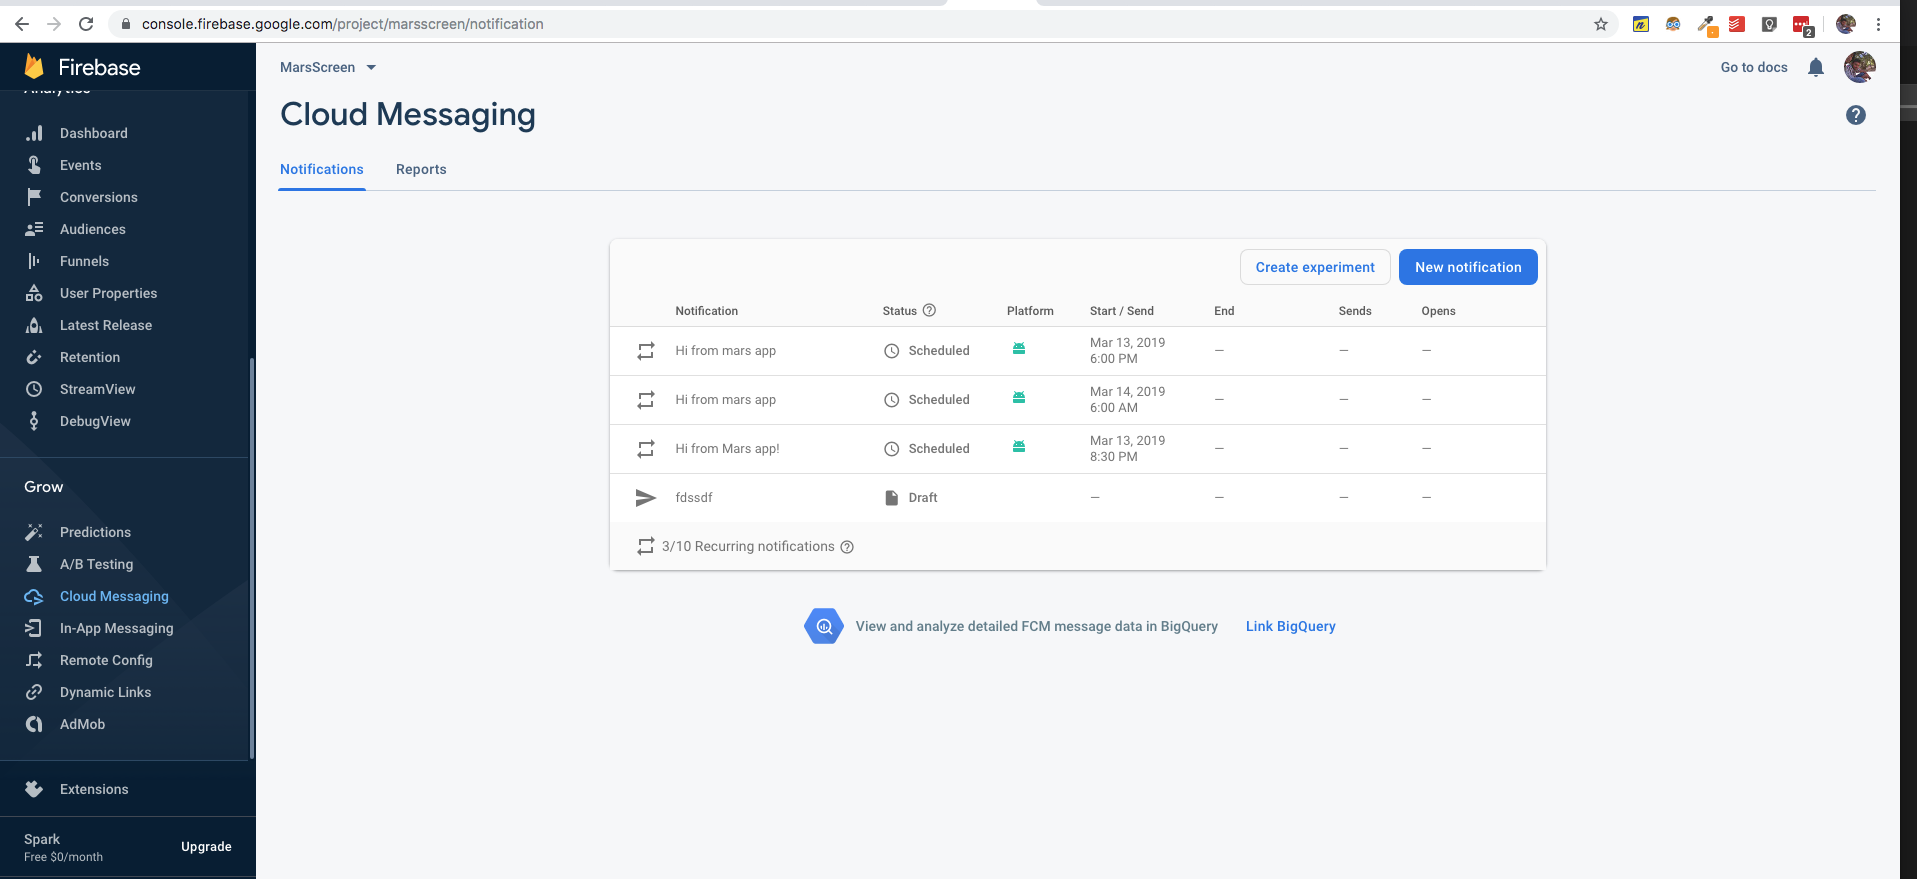 console.firebase.google.com/project/marsscreen/notification
2
Firebase
MarsScreen
Go to docs
Analytics
Cloud Messaging
Dashboard
Events
Conversions
Audiences
Funnels
User Properties
Latest Release
Retention
StreamView
DebugView
Grow
Predictions
A/B Testing
Cloud Messaging
In-App Messaging
Remote Config
Dynamic Links
AdMob
Extensions
Spark
Free $0/month
Upgrade
Notifications Reports
Create experiment New notification
Notification Status Platform Start / Send End Sends Opens
Hi from mars app Scheduled Mar 13, 2019 6:00 PM — — —
Hi from mars app Scheduled Mar 14, 2019 6:00 AM — — —
Hi from Mars app! Scheduled Mar 13, 2019 8:30 PM — — —
fdssdf Draft — — — —
3/10 Recurring notifications
View and analyze detailed FCM message data in BigQuery Link BigQuery